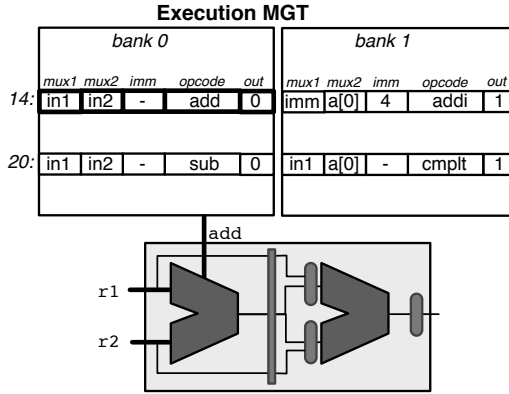 Execution MGT
bank 0 bank 1
mux1 mux2 imm opcode out mux1 mux2 imm opcode out
14: in1 in2 - add 0 imm a[0] 4 addi 1
20: in1 in2 - sub 0 in1 a[0] - cmplt 1
add
r1
r2